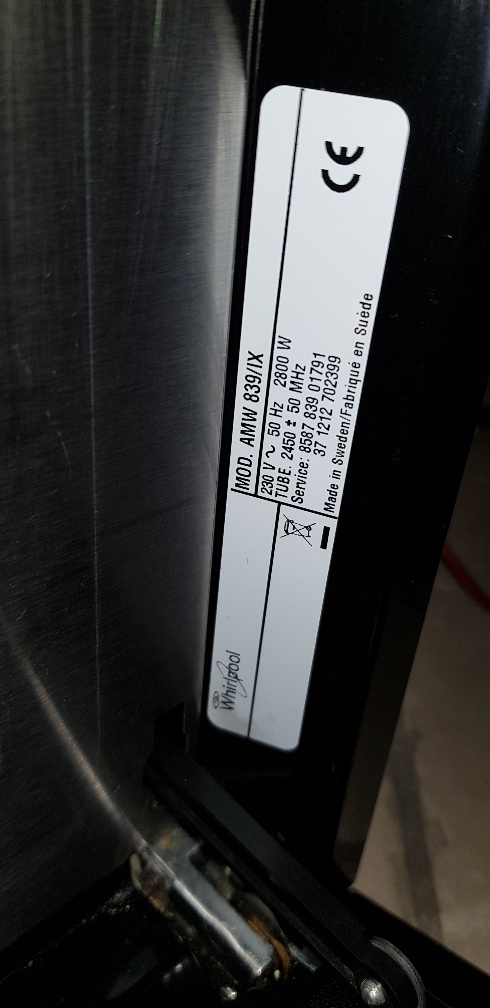 Whirlpool
MOD. AMW 839/IX
230 V ~ 50 Hz 2800 W
TUBE. 2450 ± 50 MHz
Service: 8587 839 01791
37 1212 702399
Made in Sweden/Fabriqué en Suède
CE